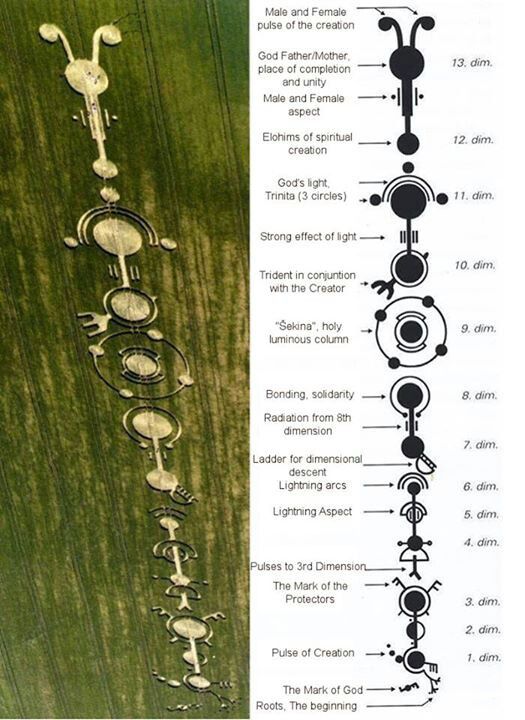 Male and Female
pulse of the creation
God Father/Mother,
place of completion
and unity
13. dim.
Male and Female
aspect
Elohims of spiritual
creation
12. dim.
God's light,
Trinita (3 circles)
11. dim.
Strong effect of light
10. dim.
Trident in conjuntion
with the Creator
"Šekina", holy
luminous column
9. dim.
Bonding, solidarity
8. dim.
Radiation from 8th
dimension
7. dim.
Ladder for dimensional
descent
Lightning arcs
6. dim.
Lightning Aspect
5. dim.
4. dim.
Pulses to 3rd Dimension
The Mark of the
Protectors
3. dim.
2. dim.
Pulse of Creation
1. dim.
The Mark of God
Roots, The beginning